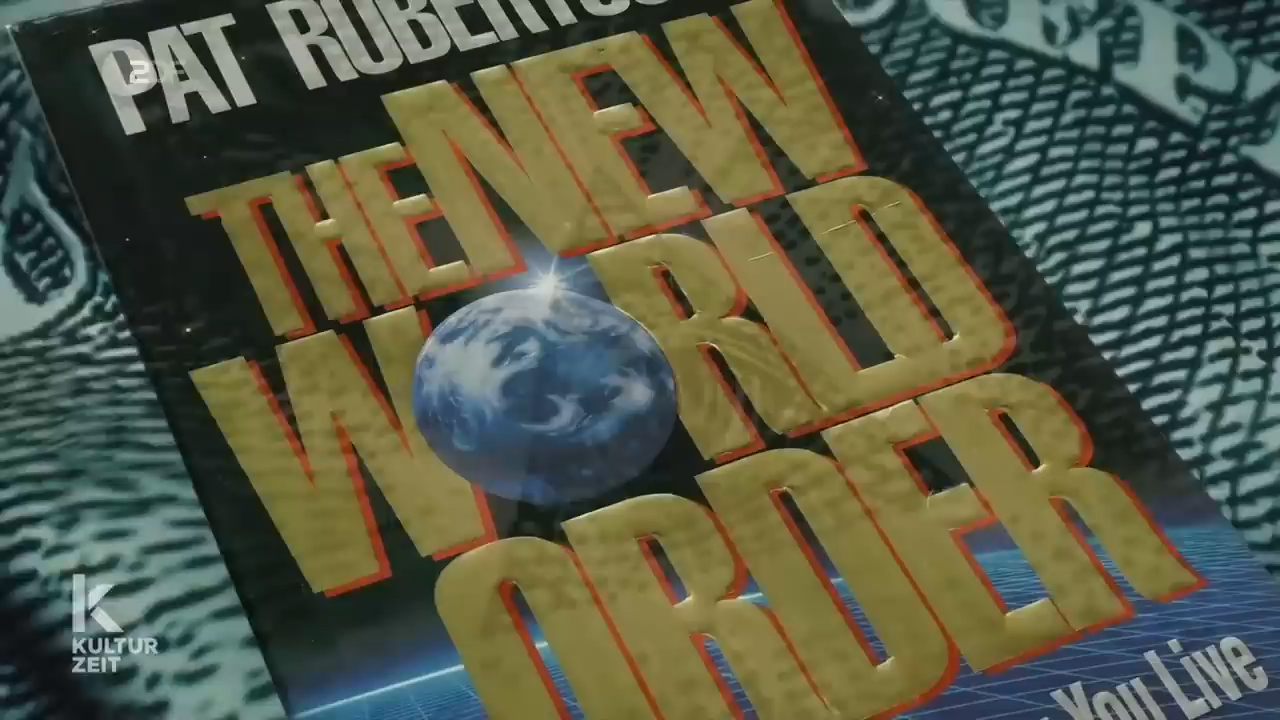 PAT ROBERTSO
THE NEW
WORLD
ORDER
You Live
K
KULTUR
ZEIT